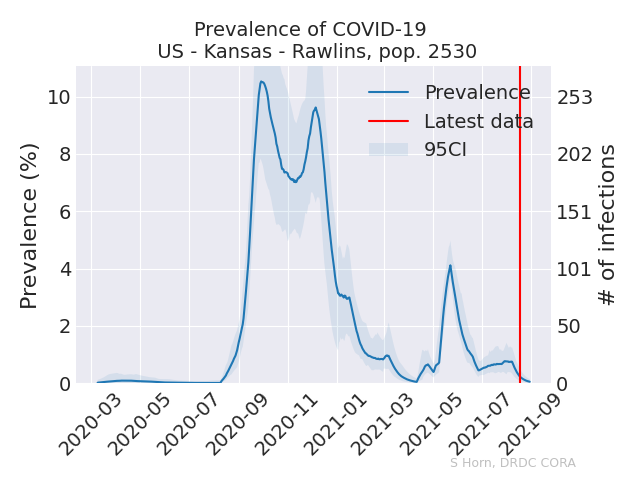 Prevalence of COVID-19
US - Kansas - Rawlins, pop. 2530
Prevalence
Latest data
95CI
Prevalence (%)
10
8
6
4
2
0
# of infections
253
202
151
101
50
0
2020-03
2020-05
2020-07
2020-09
2020-11
2021-01
2021-03
2021-05
2021-07
2021-09
S Horn, DRDC CORA